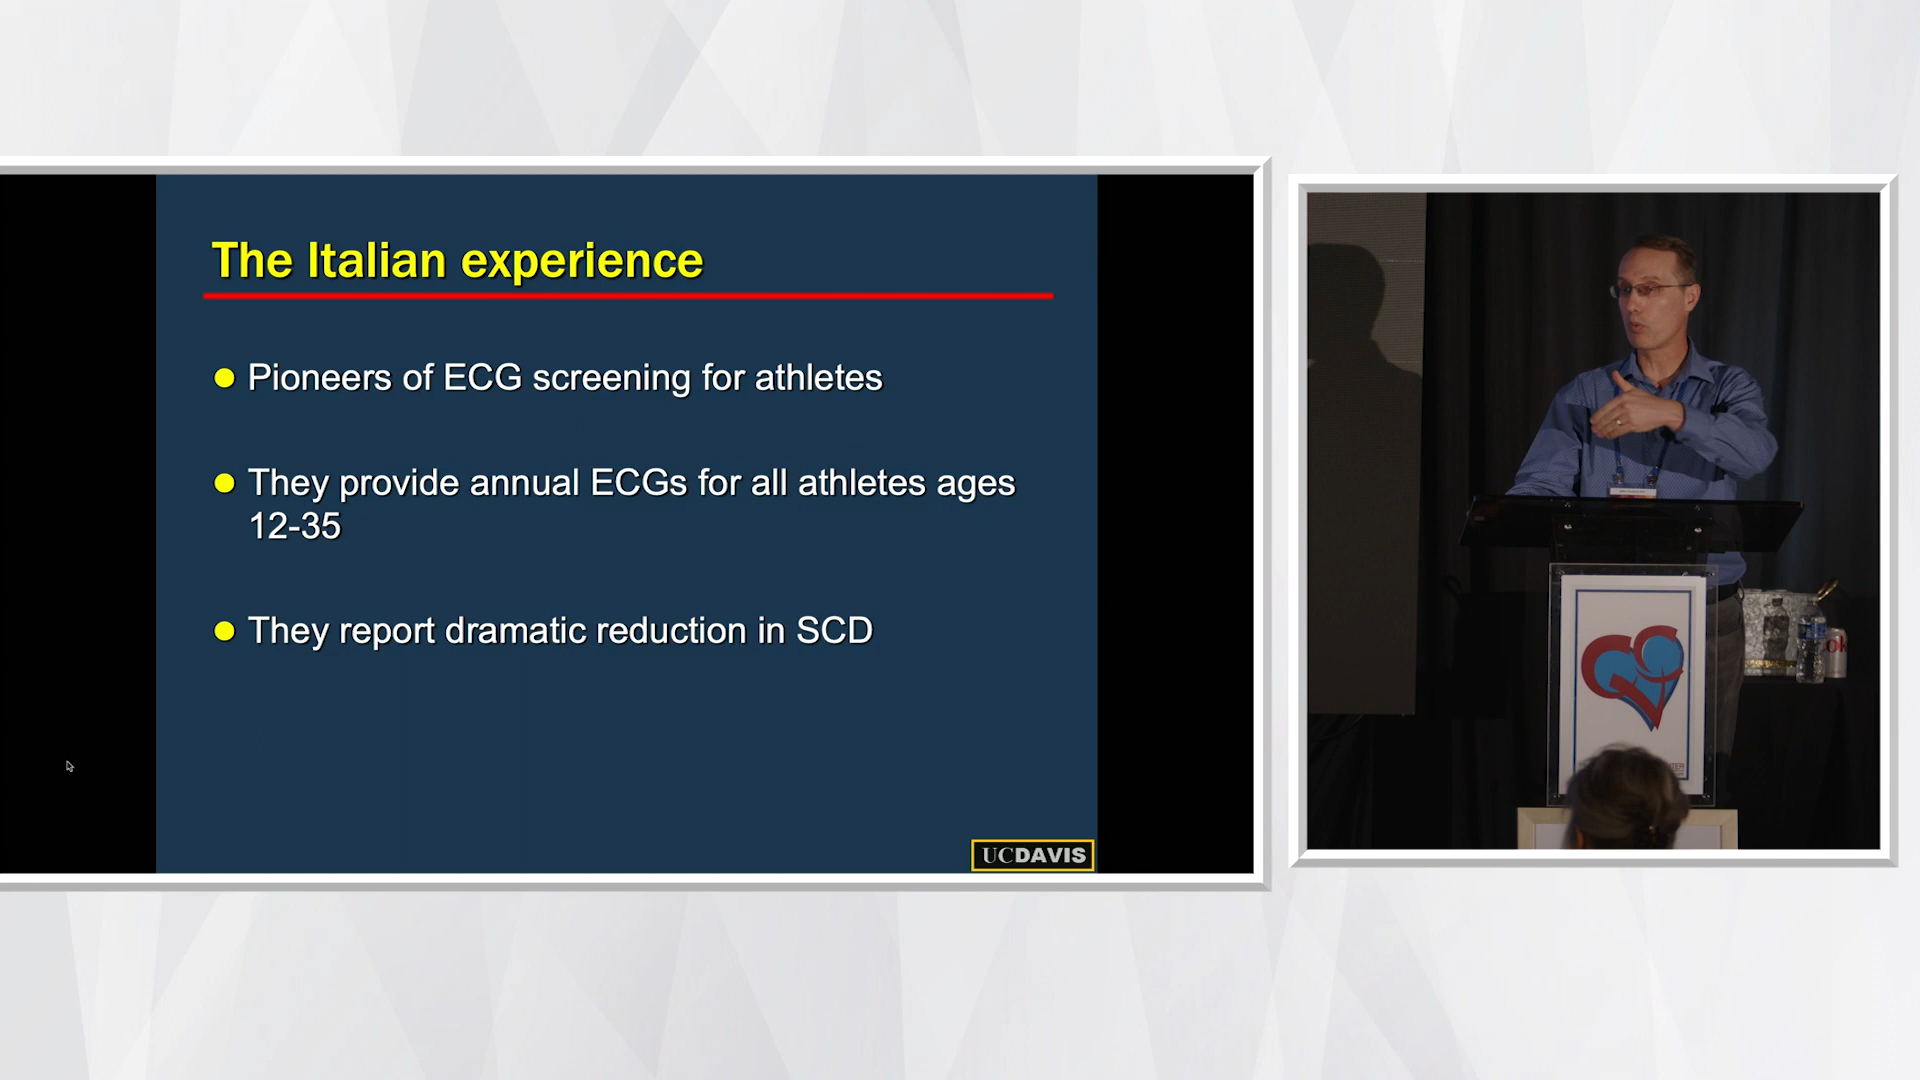 The Italian experience
Pioneers of ECG screening for athletes
They provide annual ECGs for all athletes ages
12-35
They report dramatic reduction in SCD
UCDAVIS